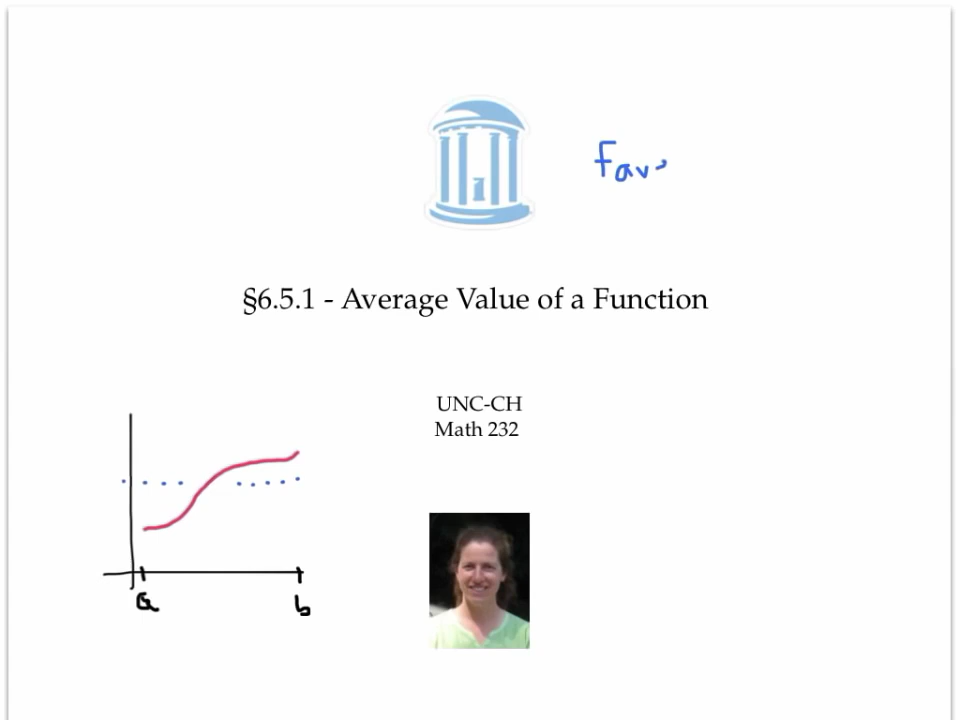 fav
§6.5.1 - Average Value of a Function
UNC-CH
Math 232
a
b